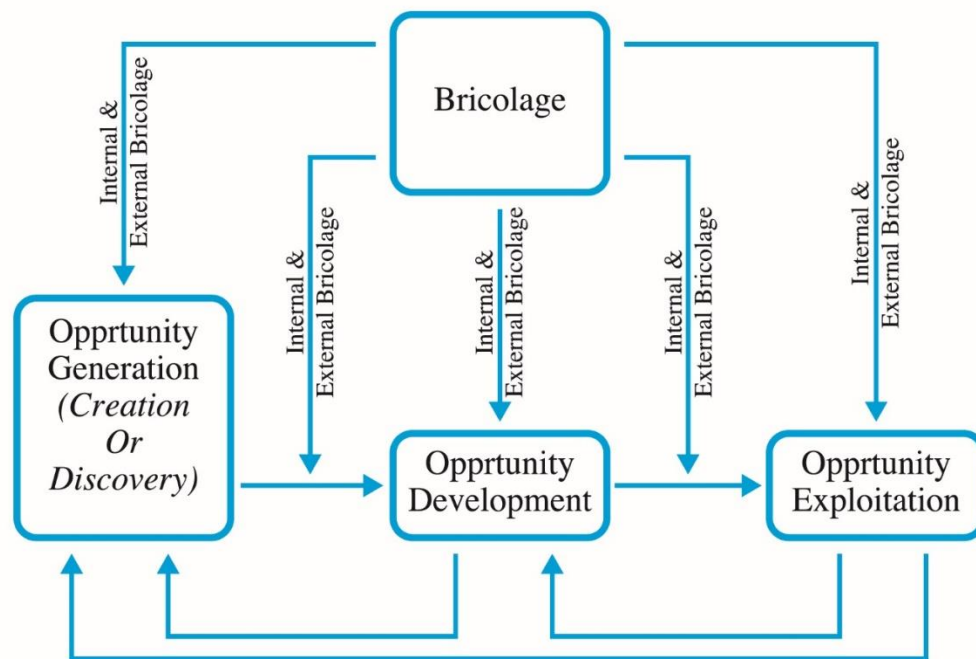 Bricolage
Internal &
External Bricolage
Internal &
External Bricolage
Internal &
External Bricolage
Internal &
External Bricolage
Internal &
External Bricolage
Opprtunity
Generation
(Creation
Or
Discovery)
Opprtunity
Development
Opprtunity
Exploitation